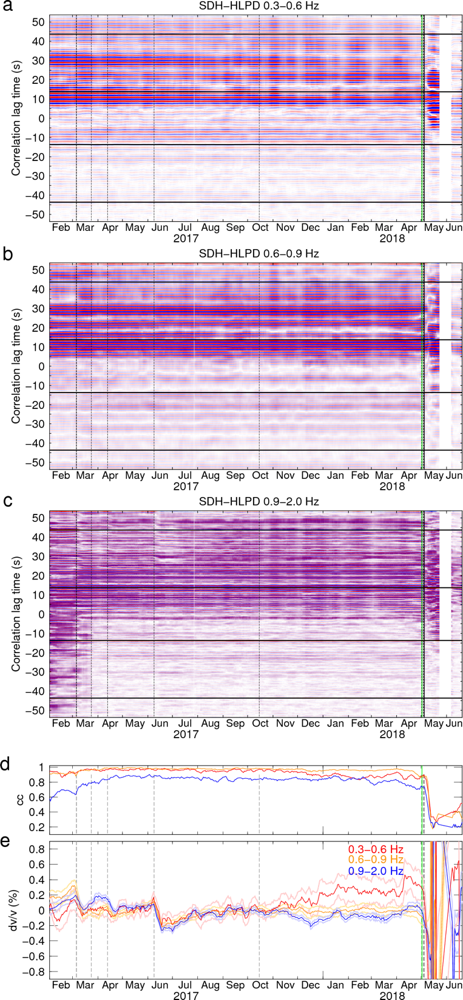 a
SDH−HLPD 0.3−0.6 Hz
Correlation lag time (s)
50
40
30
20
10
0
−10
−20
−30
−40
−50
Feb Mar Apr May Jun Jul Aug Sep Oct Nov Dec Jan Feb Mar Apr May Jun
2017 2018
b
SDH−HLPD 0.6−0.9 Hz
Correlation lag time (s)
50
40
30
20
10
0
−10
−20
−30
−40
−50
Feb Mar Apr May Jun Jul Aug Sep Oct Nov Dec Jan Feb Mar Apr May Jun
2017 2018
c
SDH−HLPD 0.9−2.0 Hz
Correlation lag time (s)
50
40
30
20
10
0
−10
−20
−30
−40
−50
Feb Mar Apr May Jun Jul Aug Sep Oct Nov Dec Jan Feb Mar Apr May Jun
2017 2018
d
cc
1
0.8
0.6
0.4
0.2
e
dv/v (%)
0.8
0.6
0.4
0.2
0
−0.2
−0.4
−0.6
−0.8
0.3−0.6 Hz
0.6−0.9 Hz
0.9−2.0 Hz
Feb Mar Apr May Jun Jul Aug Sep Oct Nov Dec Jan Feb Mar Apr May Jun
2017 2018